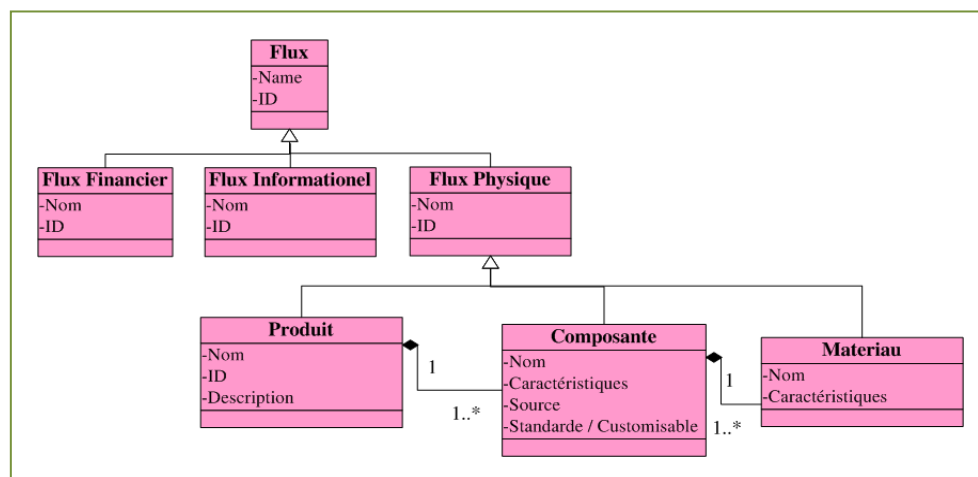 Flux
-Name
-ID
Flux Financier
-Nom
-ID
Flux Informationel
-Nom
-ID
Flux Physique
-Nom
-ID
Produit
-Nom
-ID
-Description
1
1..*
Composante
-Nom
-Caractéristiques
-Source
-Standarde / Customisable
1
1..*
Materiau
-Nom
-Caractéristiques